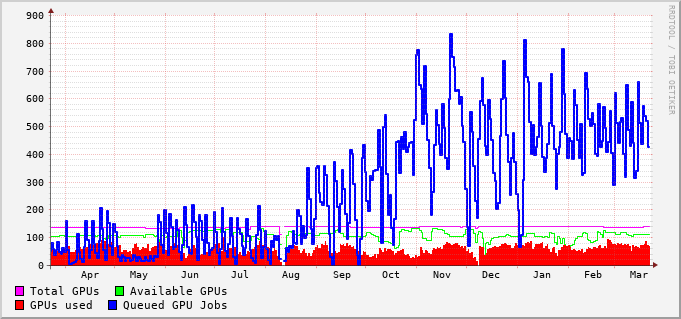 900
800
700
600
500
400
300
200
100
0
Apr May Jun Jul Aug Sep Oct Nov Dec Jan Feb Mar
Total GPUs Available GPUs
GPUs used Queued GPU Jobs
RRDTOOL / TOBI OETIKER